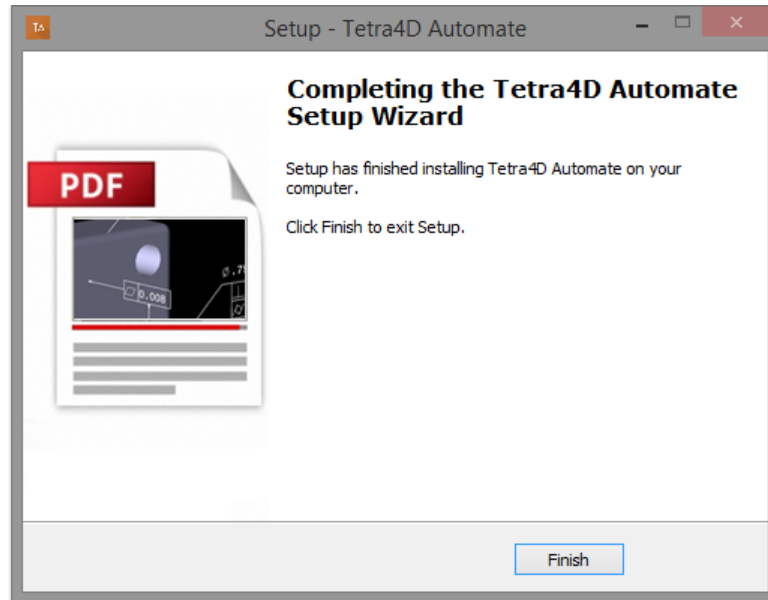 TA
Setup - Tetra4D Automate
Completing the Tetra4D Automate
Setup Wizard
Setup has finished installing Tetra4D Automate on your
computer.
Click Finish to exit Setup.
PDF
0.008
Finish